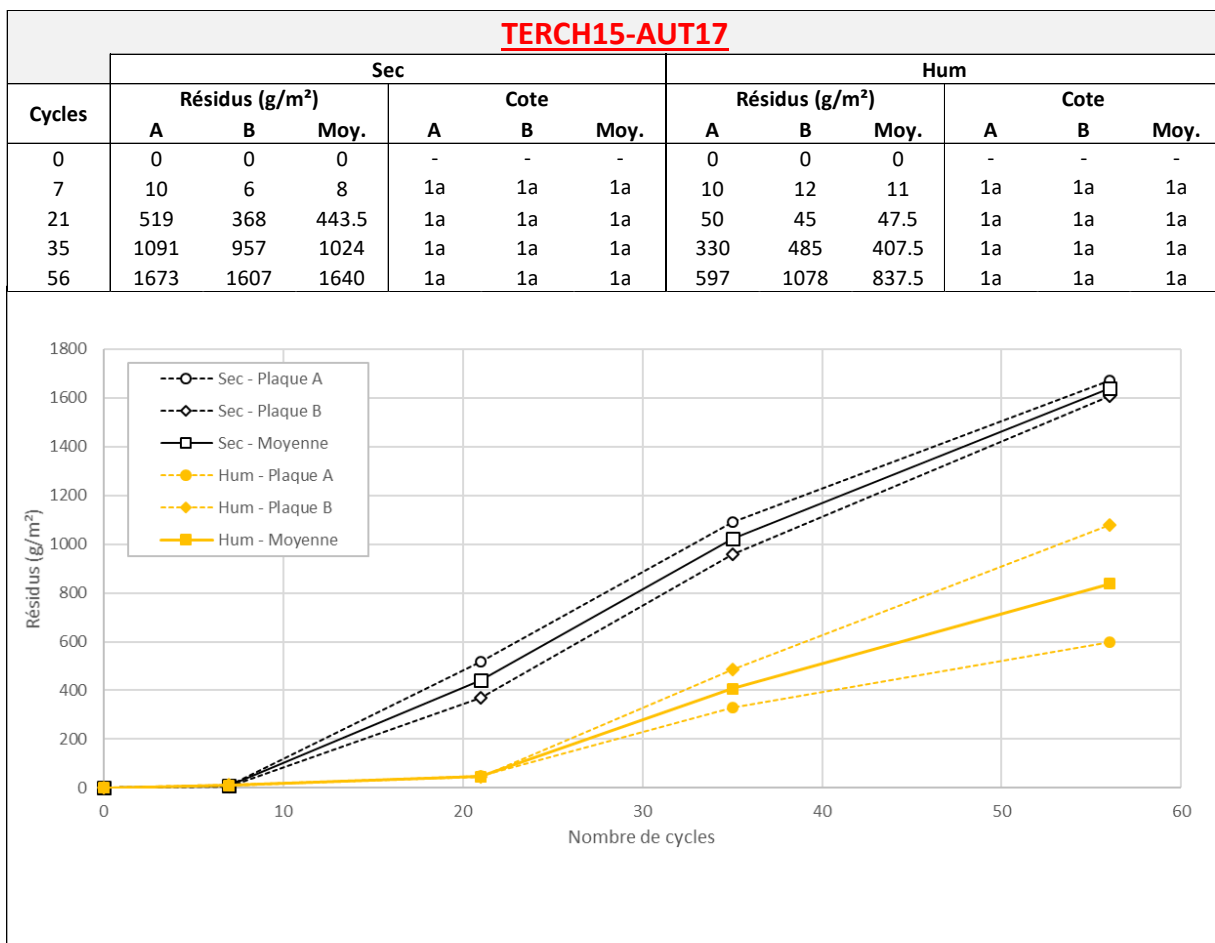 TERCH15-AUT17
Sec Hum
Cycles Résidus (g/m²) Cote Résidus (g/m²) Cote
A B Moy. A B Moy. A B Moy. A B Moy.
0 0 0 0 - - - 0 0 0 - - -
7 10 6 8 1a 1a 1a 10 12 11 1a 1a 1a
21 519 368 443.5 1a 1a 1a 50 45 47.5 1a 1a 1a
35 1091 957 1024 1a 1a 1a 330 485 407.5 1a 1a 1a
56 1673 1607 1640 1a 1a 1a 597 1078 837.5 1a 1a 1a
1800
1600
1400
1200
1000
800
600
400
200
0
Résidus (g/m²)
Sec - Plaque A
Sec - Plaque B
Sec - Moyenne
Hum - Plaque A
Hum - Plaque B
Hum - Moyenne
0 10 20 30 40 50 60
Nombre de cycles